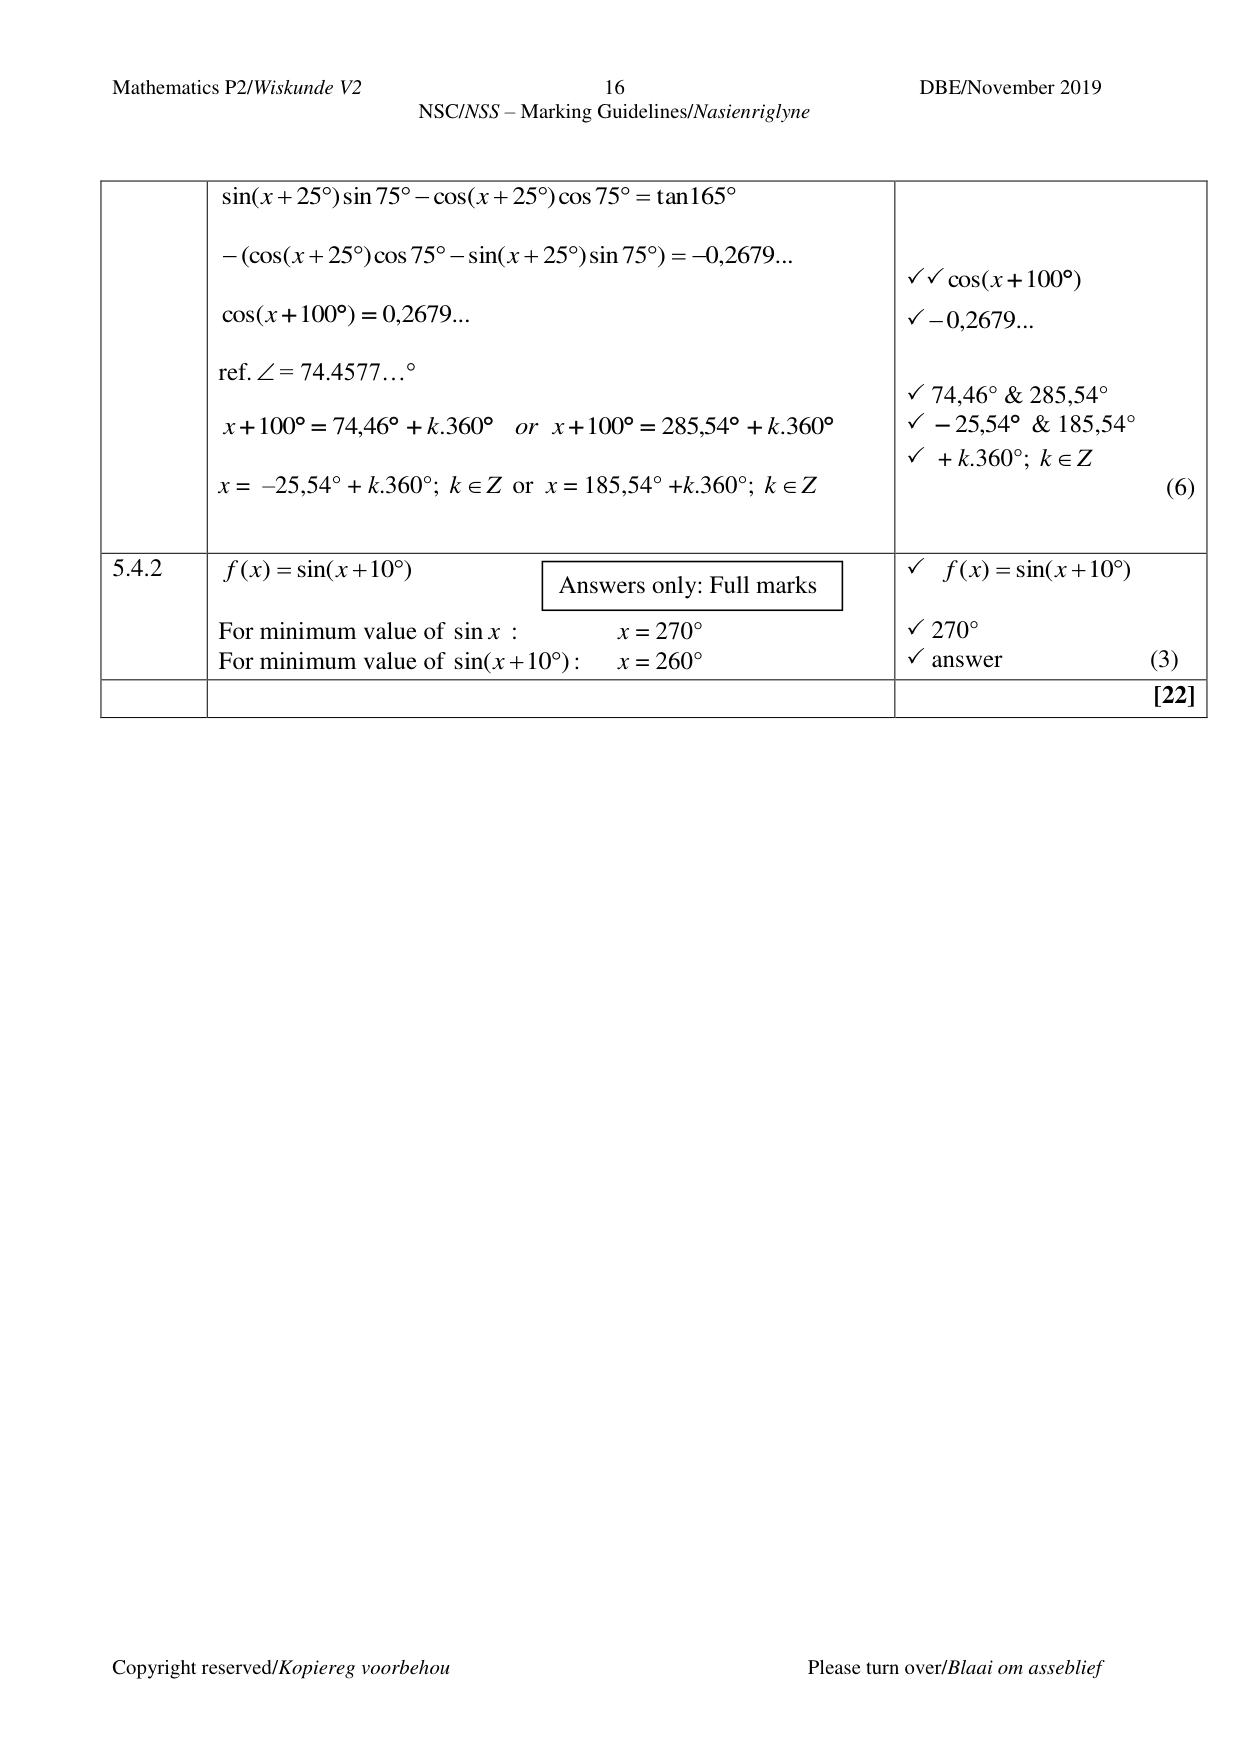 Mathematics P2/Wiskunde V2 16 DBE/November 2019
NSC/NSS – Marking Guidelines/Nasienriglyne
sin(x + 25°)sin 75° – cos(x + 25°)cos 75° = tan165°
– (cos(x + 25°)cos 75° – sin(x + 25°)sin 75°) = –0,2679...
✓✓ cos(x + 100°)
cos(x + 100°) = 0,2679...
✓ – 0,2679...
ref. ∠ = 74.4577…°
✓ 74,46° & 285,54°
x + 100° = 74,46° + k.360° or x + 100° = 285,54° + k.360°
✓ – 25,54° & 185,54°
✓ + k.360°; k ∈ Z
x = –25,54° + k.360°; k ∈ Z or x = 185,54° +k.360°; k ∈ Z
(6)
5.4.2 f (x) = sin(x + 10°) ✓ f (x) = sin(x + 10°)
Answers only: Full marks
For minimum value of sin x : x = 270° ✓ 270°
For minimum value of sin(x + 10°) : x = 260° ✓ answer (3)
[22]
Copyright reserved/Kopiereg voorbehou Please turn over/Blaai om asseblief